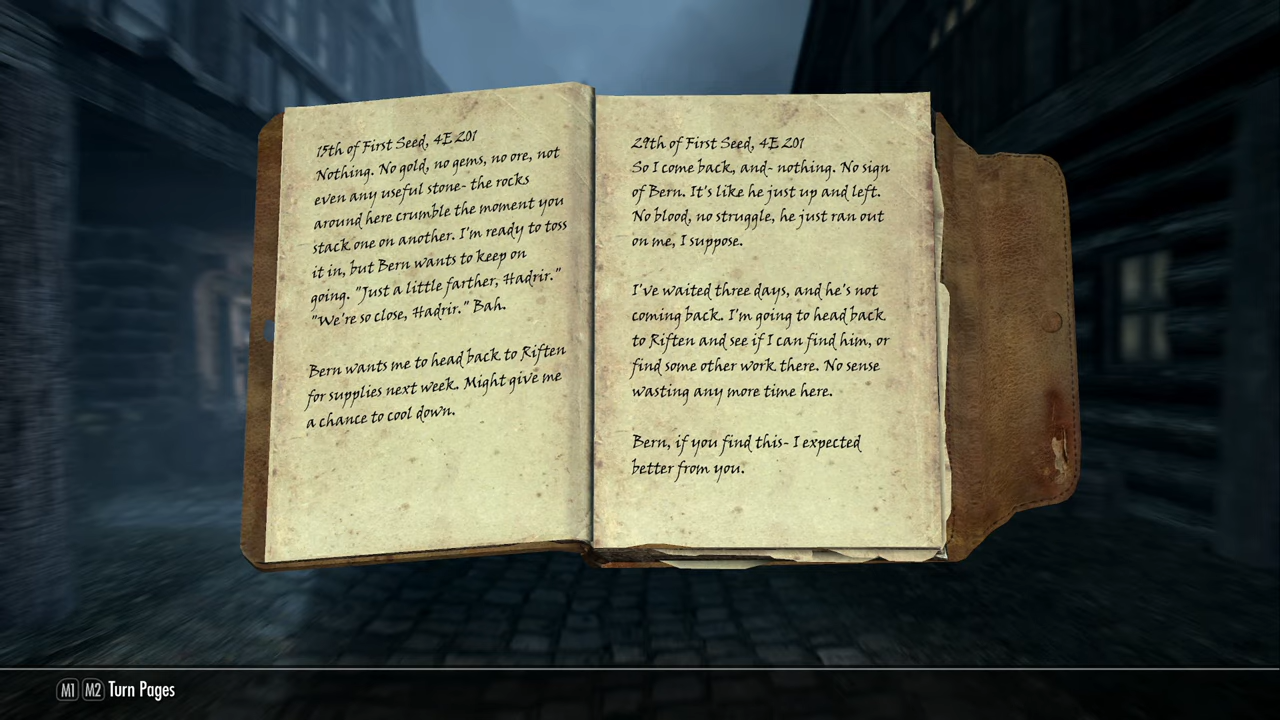 15th of First Seed, 4E 201
Nothing. No gold, no gems, no ore, not
even any useful stone- the rocks
around here crumble the moment you
stack one on another. I'm ready to toss
it in, but Bern wants to keep on
going. "Just a little farther, Hadrir."
"We're so close, Hadrir." Bah.
Bern wants me to head back to Riften
for supplies next week. Might give me
a chance to cool down.
29th of First Seed, 4E 201
So I come back, and- nothing. No sign
of Bern. It's like he just up and left.
No blood, no struggle, he just ran out
on me, I suppose.
I've waited three days, and he's not
coming back. I'm going to head back
to Riften and see if I can find him, or
find some other work there. No sense
wasting any more time here.
Bern, if you find this- I expected
better from you.
M1 M2 Turn Pages